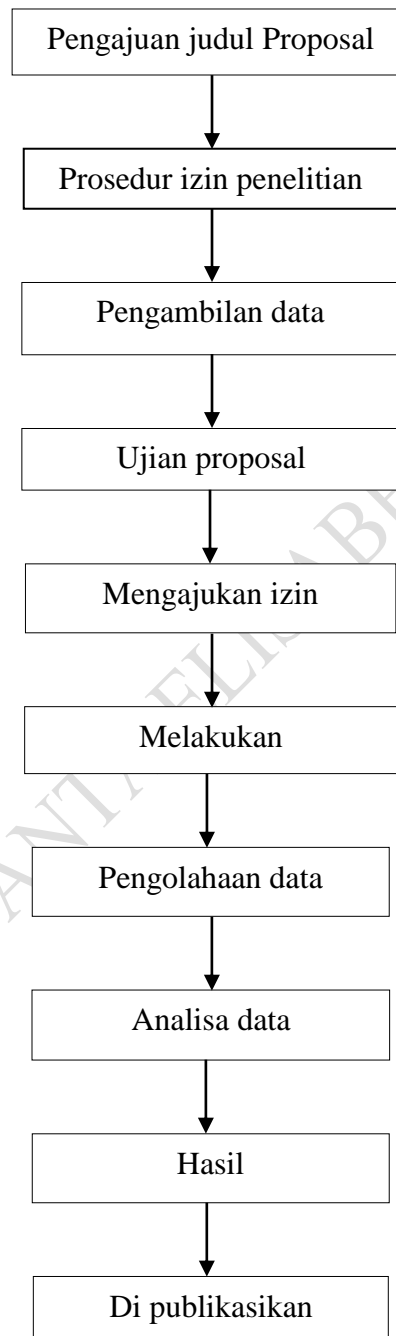 Pengajuan judul Proposal
Prosedur izin penelitian
Pengambilan data
Ujian proposal
Mengajukan izin
Melakukan
Pengolahaan data
Analisa data
Hasil
Di publikasikan